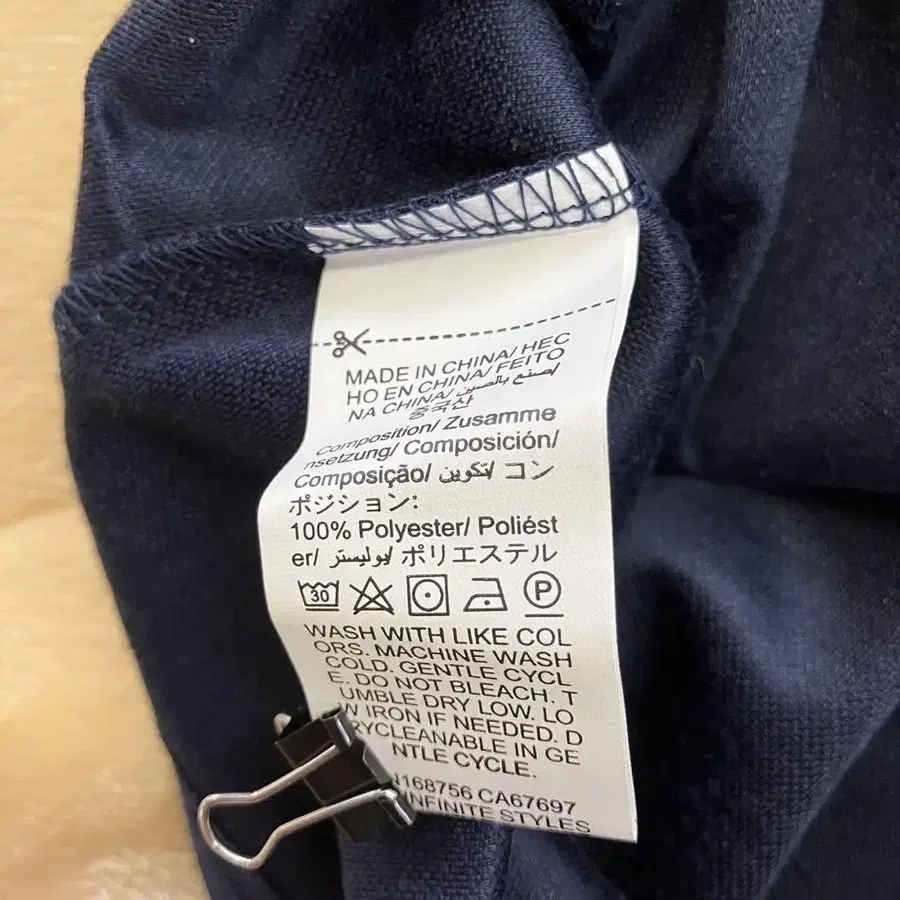 MADE IN CHINA/ HEC
HO EN CHINA/ FEITO
NA CHINA/ صنع بالصين/
중국산
Composition/ Zusamme
nsetzung/ Composición/
Composição/ تكوين/ コン
ポジション:
100% Polyester/ Poliést
er/ بوليستر/ ポリエステル
30 P
WASH WITH LIKE COL
ORS. MACHINE WASH
COLD. GENTLE CYCL
E. DO NOT BLEACH. T
UMBLE DRY LOW. LO
W IRON IF NEEDED. D
RYCLEANABLE IN GE
NTLE CYCLE.
N168756 CA67697
INFINITE STYLES